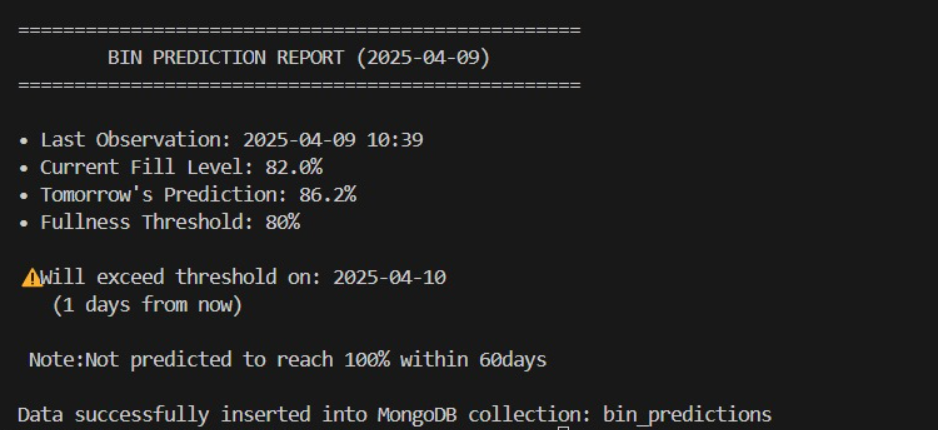 ==================================================
BIN PREDICTION REPORT (2025-04-09)
==================================================
• Last Observation: 2025-04-09 10:39
• Current Fill Level: 82.0%
• Tomorrow's Prediction: 86.2%
• Fullness Threshold: 80%
⚠Will exceed threshold on: 2025-04-10
(1 days from now)
Note:Not predicted to reach 100% within 60days
Data successfully inserted into MongoDB collection: bin_predictions